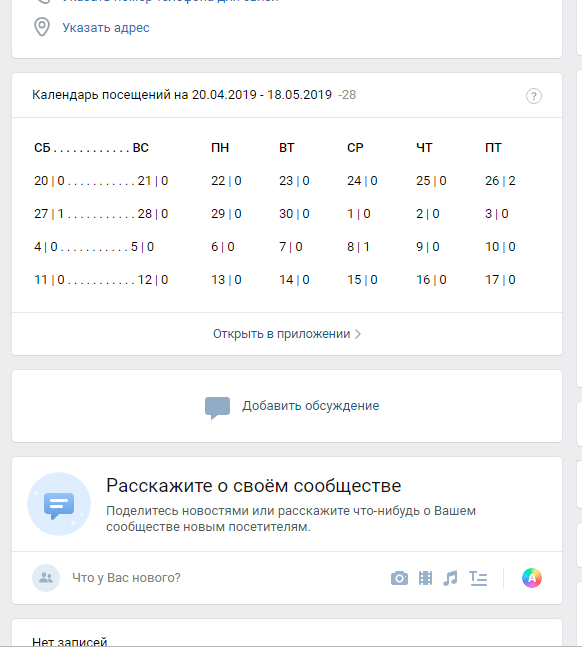 Указать номер телефона для связи
Указать адрес
Календарь посещений на 20.04.2019 - 18.05.2019 -28
?
СБ . . . . . . . . . . . . ВС ПН ВТ СР ЧТ ПТ
20 | 0 . . . . . . . . . . . 21 | 0 22 | 0 23 | 0 24 | 0 25 | 0 26 | 2
27 | 1 . . . . . . . . . . . 28 | 0 29 | 0 30 | 0 1 | 0 2 | 0 3 | 0
4 | 0 . . . . . . . . . . . 5 | 0 6 | 0 7 | 0 8 | 1 9 | 0 10 | 0
11 | 0 . . . . . . . . . . . 12 | 0 13 | 0 14 | 0 15 | 0 16 | 0 17 | 0
Открыть в приложении
Добавить обсуждение
Расскажите о своём сообществе
Поделитесь новостями или расскажите что-нибудь о Вашем
сообществе новым посетителям.
Что у Вас нового?
A
Нет записей